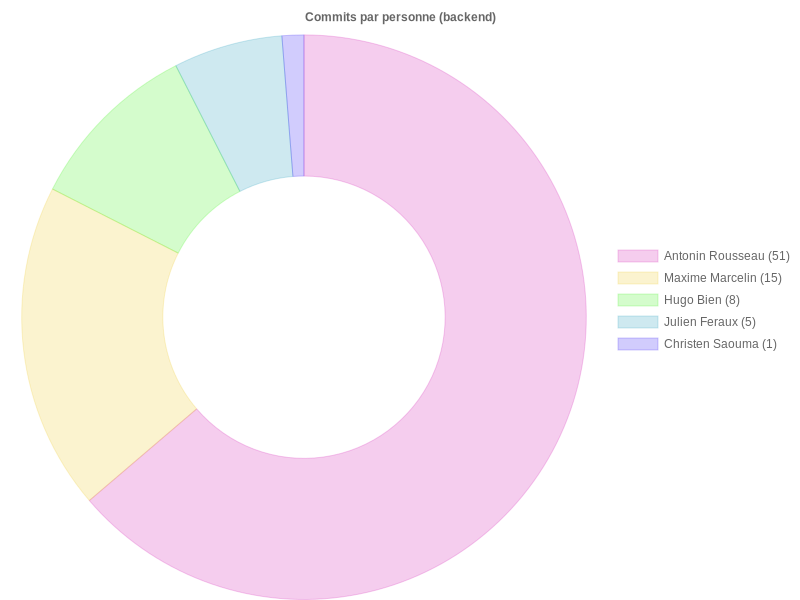 Commits par personne (backend)
Antonin Rousseau (51)
Maxime Marcelin (15)
Hugo Bien (8)
Julien Feraux (5)
Christen Saouma (1)